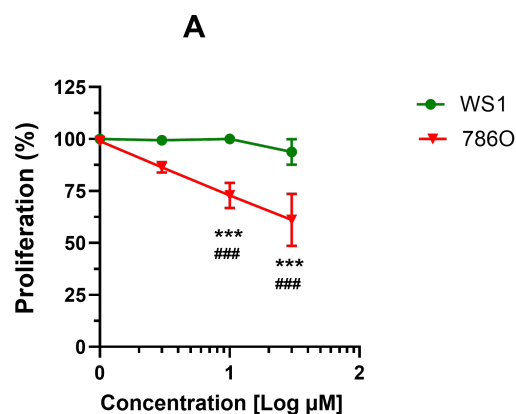 A
125
100
75
50
25
0
Proliferation (%)
WS1
786O
***
###
***
###
0
1
2
Concentration [Log µM]